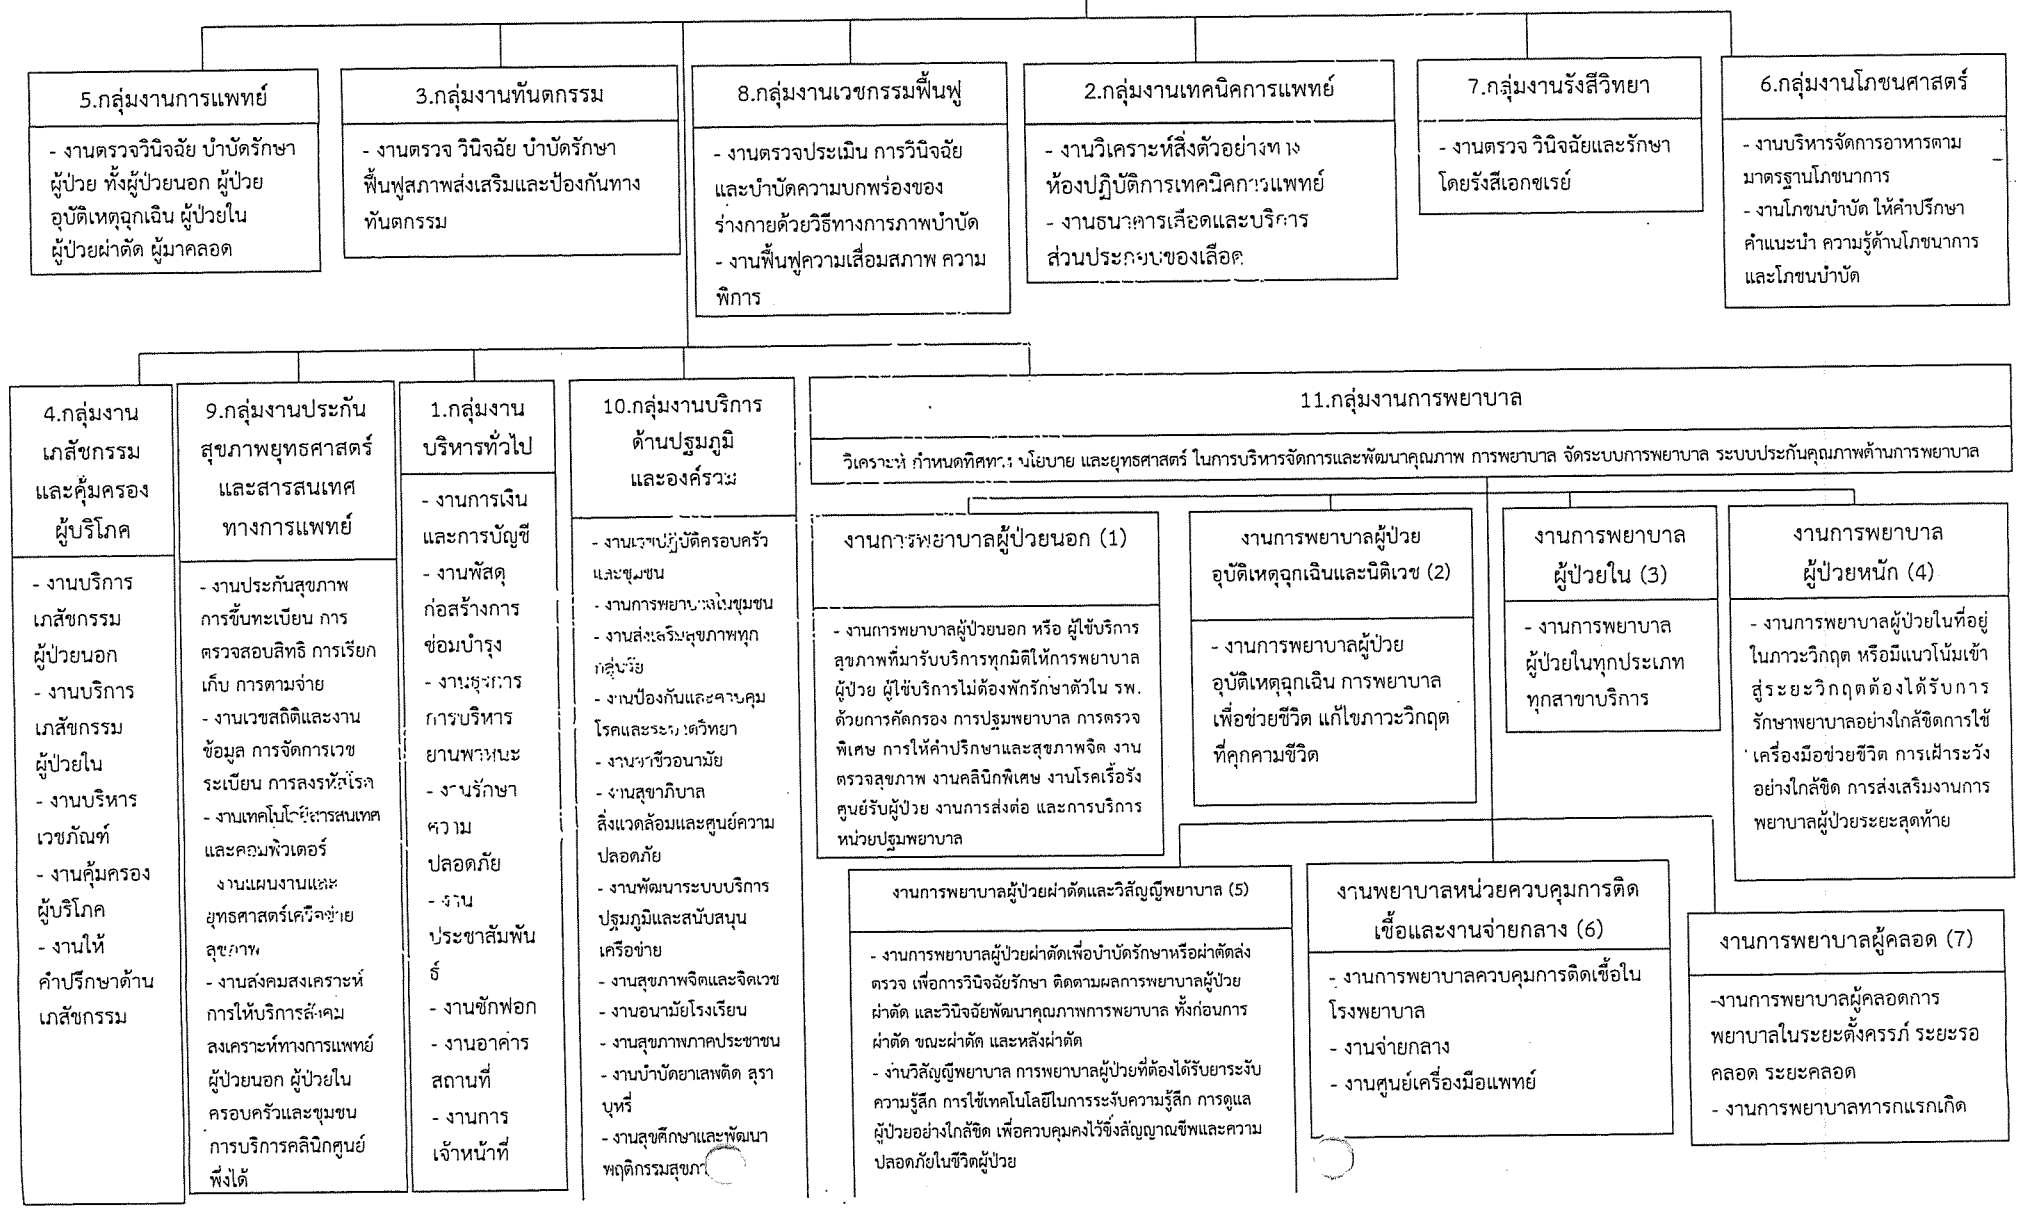 5.กลุ่มงานการแพทย์
- งานตรวจวินิจฉัย บำบัดรักษา
ผู้ป่วย ทั้งผู้ป่วยนอก ผู้ป่วย
อุบัติเหตุฉุกเฉิน ผู้ป่วยใน
ผู้ป่วยผ่าตัด ผู้มาคลอด
3.กลุ่มงานทันตกรรม
- งานตรวจ วินิจฉัย บำบัดรักษา
ฟื้นฟูสภาพส่งเสริมและป้องกันทาง
ทันตกรรม
8.กลุ่มงานเวชกรรมฟื้นฟู
- งานตรวจประเมิน การวินิจฉัย
และบำบัดความบกพร่องของ
ร่างกายด้วยวิธีทางการภาพบำบัด
- งานฟื้นฟูความเสื่อมสภาพ ความ
พิการ
2.กลุ่มงานเทคนิคการแพทย์
- งานวิเคราะห์สิ่งตัวอย่างทาง
ห้องปฏิบัติการเทคนิคการแพทย์
- งานธนาคารเลือดและบริการ
ส่วนประกอบของเลือด
7.กลุ่มงานรังสีวิทยา
- งานตรวจ วินิจฉัยและรักษา
โดยรังสีเอกซเรย์
6.กลุ่มงานโภชนศาสตร์
- งานบริหารจัดการอาหารตาม
มาตรฐานโภชนาการ
- งานโภชนบำบัด ให้คำปรึกษา
คำแนะนำ ความรู้ด้านโภชนาการ
และโภชนบำบัด
4.กลุ่มงาน
เภสัชกรรม
และคุ้มครอง
ผู้บริโภค
- งานบริการ
เภสัชกรรม
ผู้ป่วยนอก
- งานบริการ
เภสัชกรรม
ผู้ป่วยใน
- งานบริหาร
เวชภัณฑ์
- งานคุ้มครอง
ผู้บริโภค
- งานให้
คำปรึกษาด้าน
เภสัชกรรม
9.กลุ่มงานประกัน
สุขภาพยุทธศาสตร์
และสารสนเทศ
ทางการแพทย์
- งานประกันสุขภาพ
การขึ้นทะเบียน การ
ตรวจสอบสิทธิ การเรียก
เก็บ การตามจ่าย
- งานเวชสถิติและงาน
ข้อมูล การจัดการเวช
ระเบียน การลงรหัสโรค
- งานเทคโนโลยีสารสนเทศ
และคอมพิวเตอร์
งานแผนงานและ
ยุทธศาสตร์เครือข่าย
สุขภาพ
- งานสังคมสงเคราะห์
การให้บริการสังคม
สงเคราะห์ทางการแพทย์
ผู้ป่วยนอก ผู้ป่วยใน
ครอบครัวและชุมชน
การบริการคลินิกศูนย์
พึ่งได้
1.กลุ่มงาน
บริหารทั่วไป
- งานการเงิน
และการบัญชี
- งานพัสดุ
ก่อสร้างการ
ซ่อมบำรุง
- งานธุรการ
การบริหาร
ยานพาหนะ
- งานรักษา
ความ
ปลอดภัย
- งาน
ประชาสัมพัน
ธ์
- งานซักฟอก
- งานอาคาร
สถานที่
- งานการ
เจ้าหน้าที่
10.กลุ่มงานบริการ
ด้านปฐมภูมิ
และองค์รวม
- งานเวชปฏิบัติครอบครัว
และชุมชน
- งานการพยาบาลในชุมชน
- งานส่งเสริมสุขภาพทุก
กลุ่มวัย
- งานป้องกันและควบคุม
โรคและระบาดวิทยา
- งานอาชีวอนามัย
- งานสุขาภิบาล
สิ่งแวดล้อมและศูนย์ความ
ปลอดภัย
- งานพัฒนาระบบบริการ
ปฐมภูมิและสนับสนุน
เครือข่าย
- งานสุขภาพจิตและจิตเวช
- งานอนามัยโรงเรียน
- งานสุขภาพภาคประชาชน
- งานบำบัดยาเสพติด สุรา
บุหรี่
- งานสุขศึกษาและพัฒนา
พฤติกรรมสุขภา
11.กลุ่มงานการพยาบาล
วิเคราะห์ กำหนดทิศทาง นโยบาย และยุทธศาสตร์ ในการบริหารจัดการและพัฒนาคุณภาพ การพยาบาล จัดระบบการพยาบาล ระบบประกันคุณภาพด้านการพยาบาล
งานการพยาบาลผู้ป่วยนอก (1)
- งานการพยาบาลผู้ป่วยนอก หรือ ผู้ใช้บริการ
สุขภาพที่มารับบริการทุกมิติให้การพยาบาล
ผู้ป่วย ผู้ใช้บริการไม่ต้องพักรักษาตัวใน รพ.
ด้วยการคัดกรอง การปฐมพยาบาล การตรวจ
พิเศษ การให้คำปรึกษาและสุขภาพจิต งาน
ตรวจสุขภาพ งานคลินิกพิเศษ งานโรคเรื้อรัง
ศูนย์รับผู้ป่วย งานการส่งต่อ และการบริการ
หน่วยปฐมพยาบาล
งานการพยาบาลผู้ป่วย
อุบัติเหตุฉุกเฉินและนิติเวช (2)
- งานการพยาบาลผู้ป่วย
อุบัติเหตุฉุกเฉิน การพยาบาล
เพื่อช่วยชีวิต แก้ไขภาวะวิกฤต
ที่คุกคามชีวิต
งานการพยาบาล
ผู้ป่วยใน (3)
- งานการพยาบาล
ผู้ป่วยในทุกประเภท
ทุกสาขาบริการ
งานการพยาบาล
ผู้ป่วยหนัก (4)
- งานการพยาบาลผู้ป่วยในที่อยู่
ในภาวะวิกฤต หรือมีแนวโน้มเข้า
สู่ระยะวิกฤตต้องได้รับการ
รักษาพยาบาลอย่างใกล้ชิดการใช้
เครื่องมือช่วยชีวิต การเฝ้าระวัง
อย่างใกล้ชิด การส่งเสริมงานการ
พยาบาลผู้ป่วยระยะสุดท้าย
งานการพยาบาลผู้ป่วยผ่าตัดและวิสัญญีพยาบาล (5)
- งานการพยาบาลผู้ป่วยผ่าตัดเพื่อบำบัดรักษาหรือผ่าตัดส่ง
ตรวจ เพื่อการวินิจฉัยรักษา ติดตามผลการพยาบาลผู้ป่วย
ผ่าตัด และวินิจฉัยพัฒนาคุณภาพการพยาบาล ทั้งก่อนการ
ผ่าตัด ขณะผ่าตัด และหลังผ่าตัด
- งานวิสัญญีพยาบาล การพยาบาลผู้ป่วยที่ต้องได้รับยาระงับ
ความรู้สึก การใช้เทคโนโลยีในการระงับความรู้สึก การดูแล
ผู้ป่วยอย่างใกล้ชิด เพื่อควบคุมคงไว้ซึ่งสัญญาณชีพและความ
ปลอดภัยในชีวิตผู้ป่วย
งานพยาบาลหน่วยควบคุมการติด
เชื้อและงานจ่ายกลาง (6)
- งานการพยาบาลควบคุมการติดเชื้อใน
โรงพยาบาล
- งานจ่ายกลาง
- งานศูนย์เครื่องมือแพทย์
งานการพยาบาลผู้คลอด (7)
-งานการพยาบาลผู้คลอดการ
พยาบาลในระยะตั้งครรภ์ ระยะรอ
คลอด ระยะคลอด
- งานการพยาบาลทารกแรกเกิด